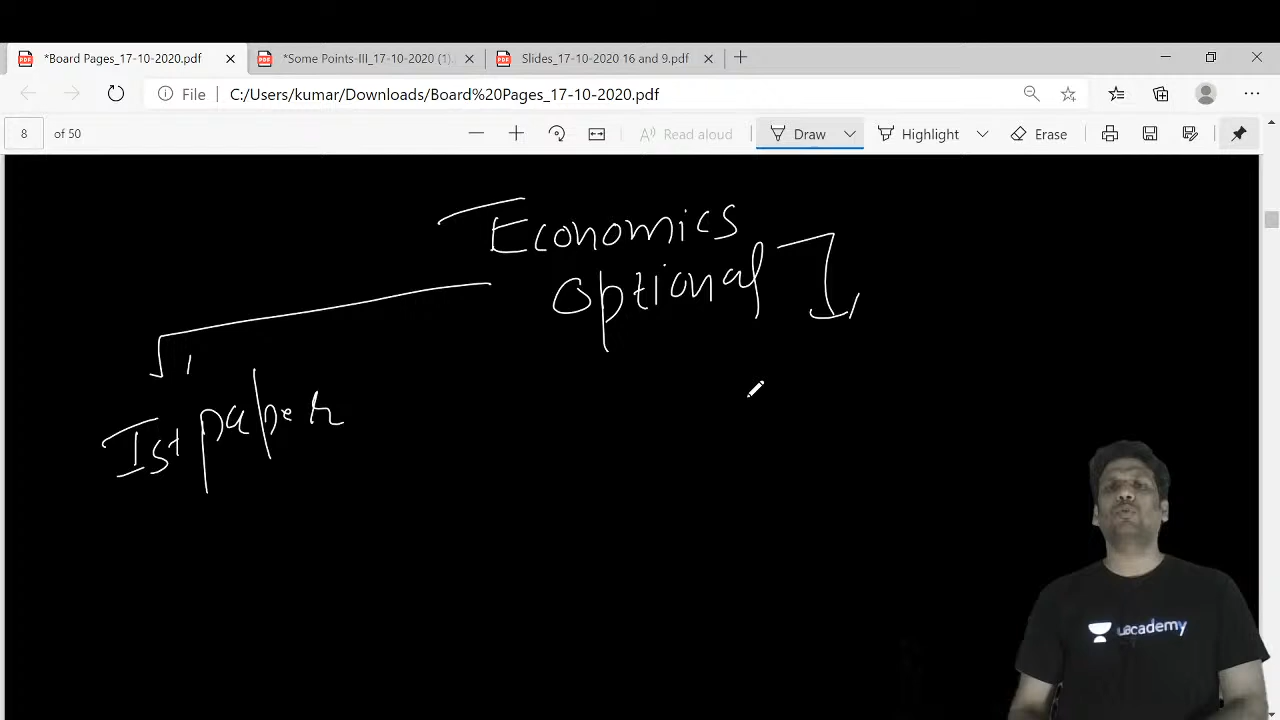 *Board Pages_17-10-2020.pdf
*Some Points-III_17-10-2020 (1).
Slides_17-10-2020 16 and 9.pdf
File C:/Users/kumar/Downloads/Board%20Pages_17-10-2020.pdf
8 of 50
Read aloud
Draw
Highlight
Erase
Economics
optional
Ist paper
unacademy